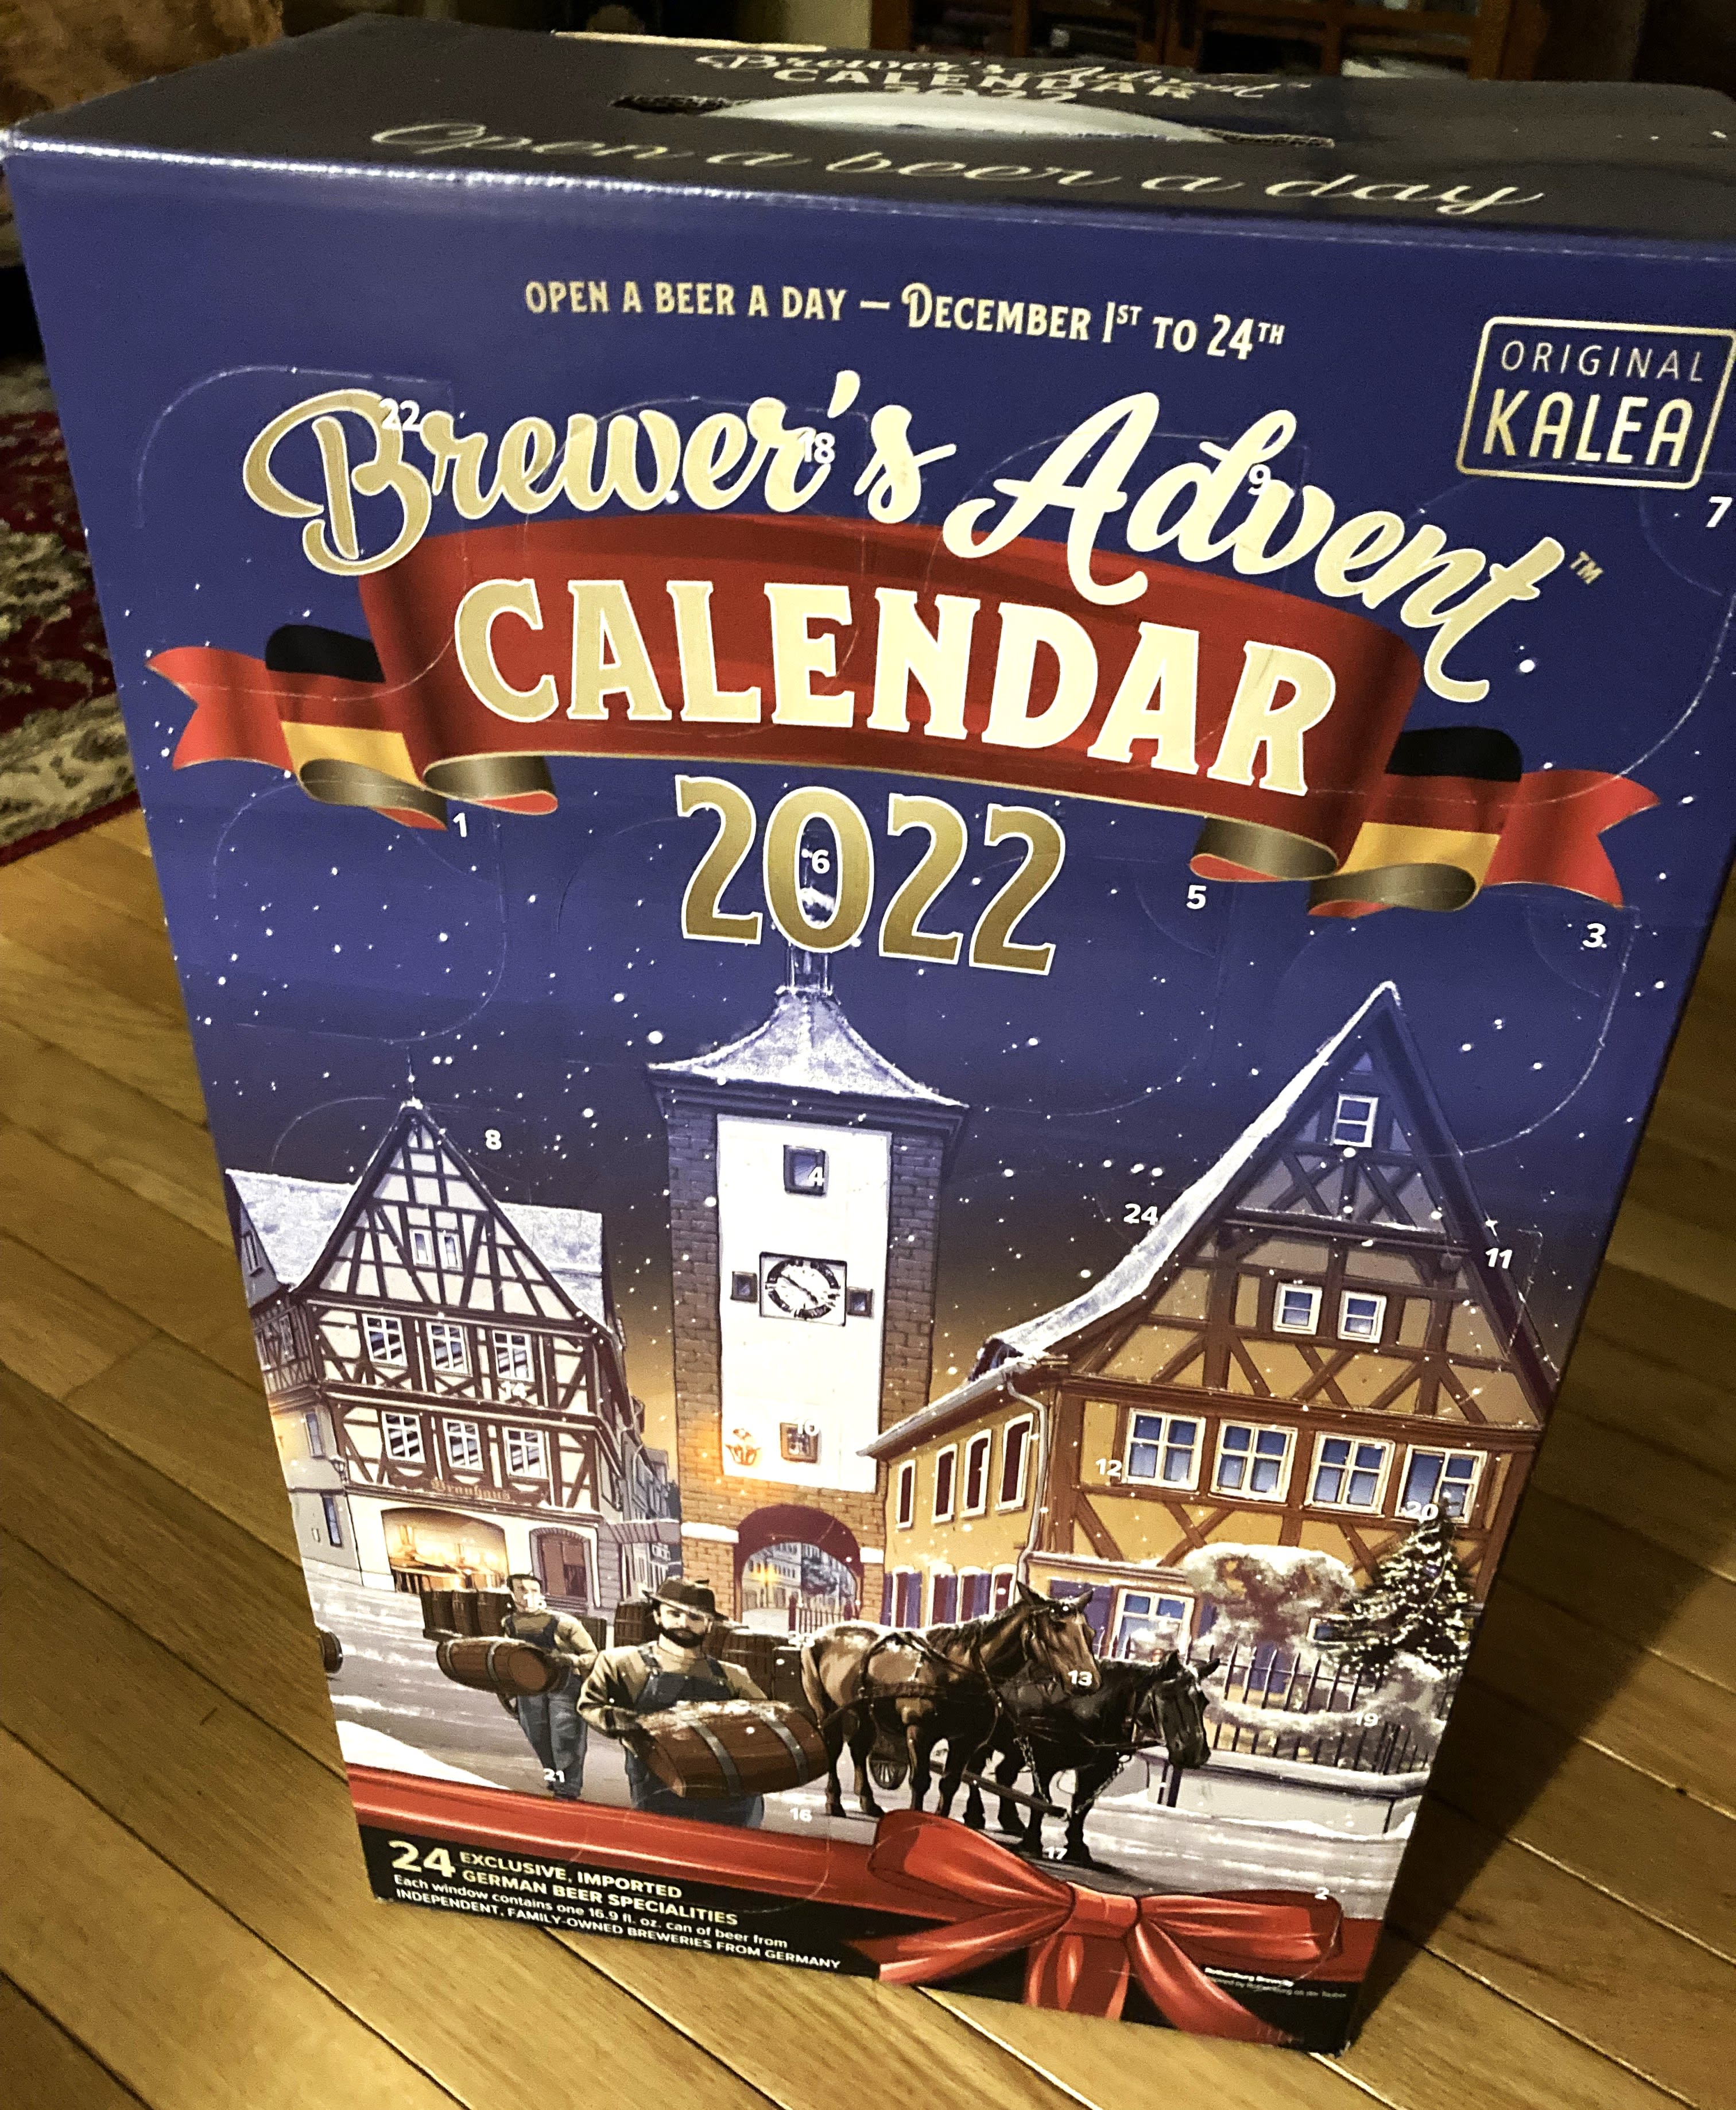 Brewer's Advent
CALENDAR
2022
Open a beer a day
OPEN A BEER A DAY – DECEMBER 1ST TO 24TH
ORIGINAL
KALEA
Brewer's Advent™
CALENDAR
2022
22
18
9
7
1
6
5
3
8
4
24
11
14
12
20
Brauhaus
13
19
21
16
17
2
24 EXCLUSIVE, IMPORTED
GERMAN BEER SPECIALITIES
Each window contains one 16.9 fl. oz. can of beer from
INDEPENDENT, FAMILY-OWNED BREWERIES FROM GERMANY